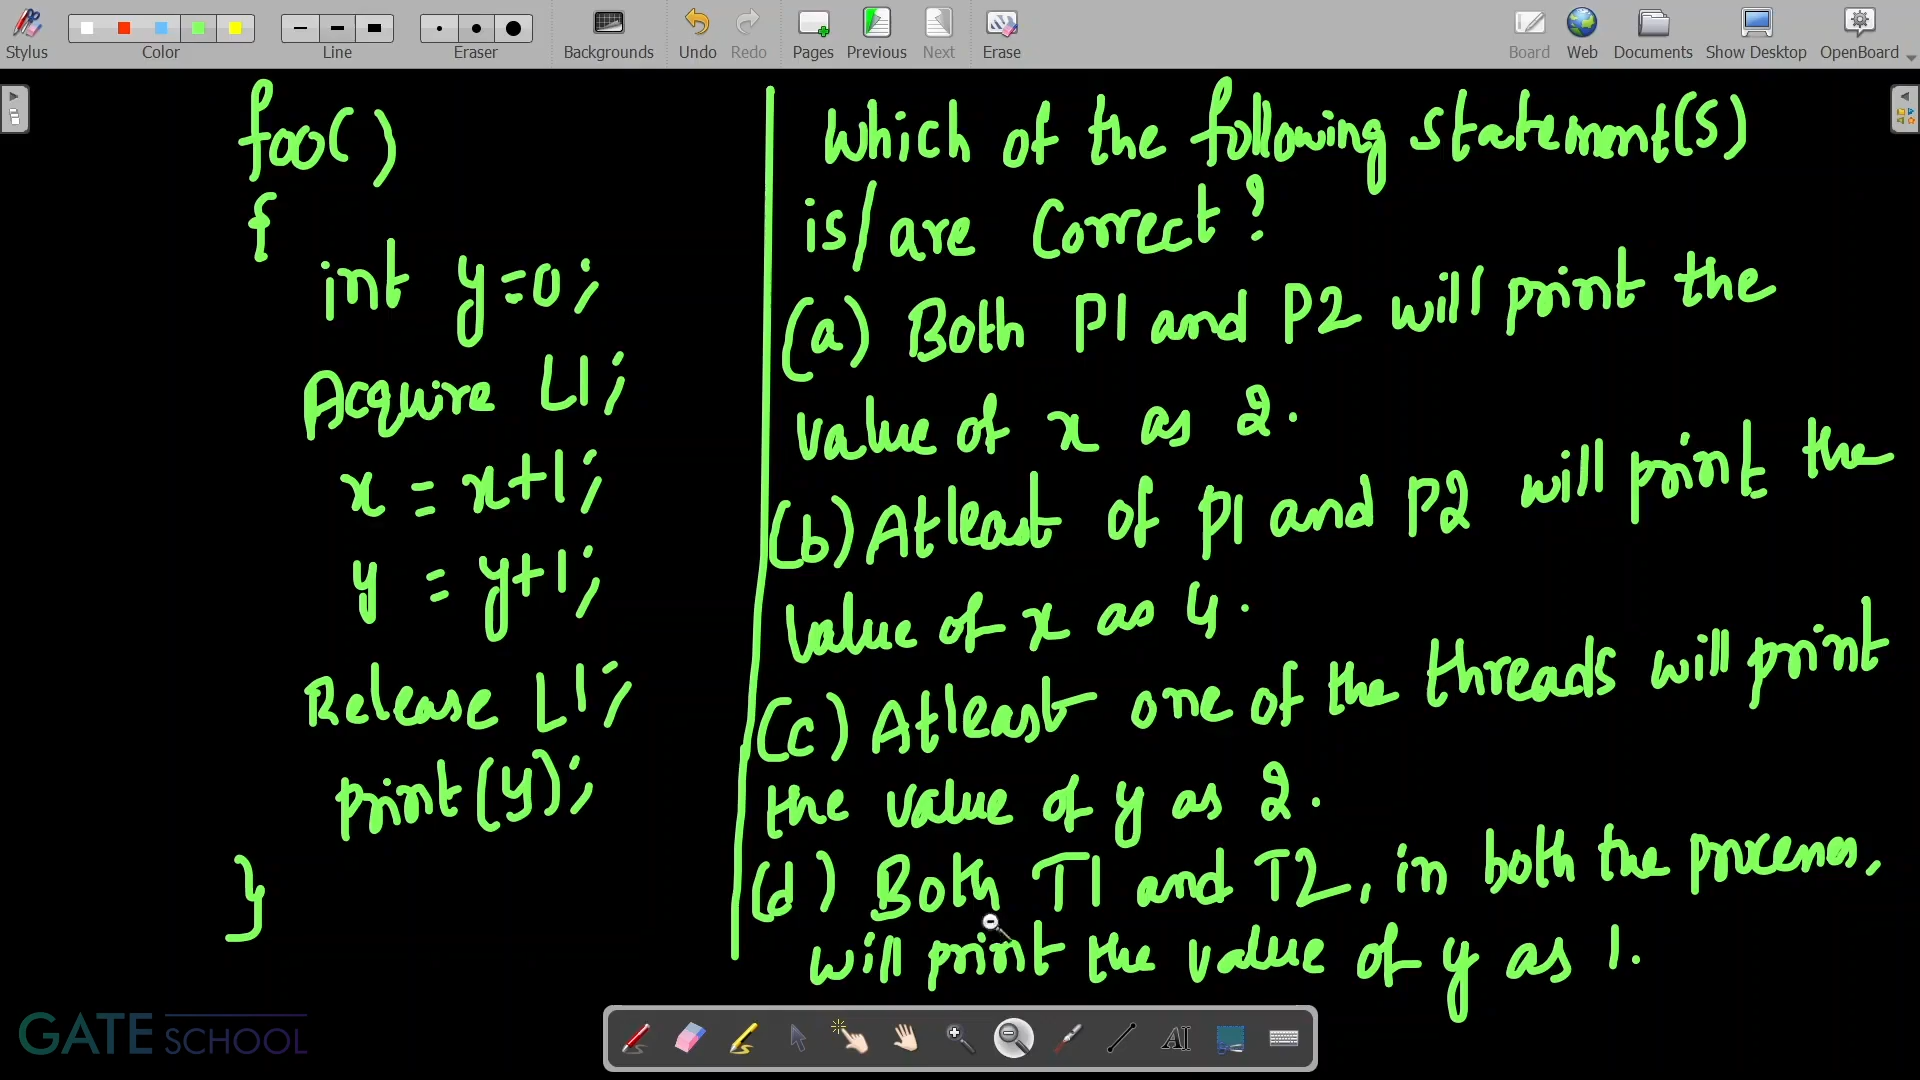 Stylus Color Line Eraser Backgrounds Undo Redo Pages Previous Next Erase Board Web Documents Show Desktop OpenBoard
foo()
{
int y=0;
Acquire L1;
x = x+1;
y = y+1;
Release L1;
print(y);
}
Which of the following statement(s)
is/are correct?
(a) Both P1 and P2 will print the
value of x as 2.
(b) Atleast of P1 and P2 will print the
value of x as 4.
(c) Atleast one of the threads will print
the value of y as 2.
(d) Both T1 and T2, in both the processes,
will print the value of y as 1.
GATE SCHOOL
AI